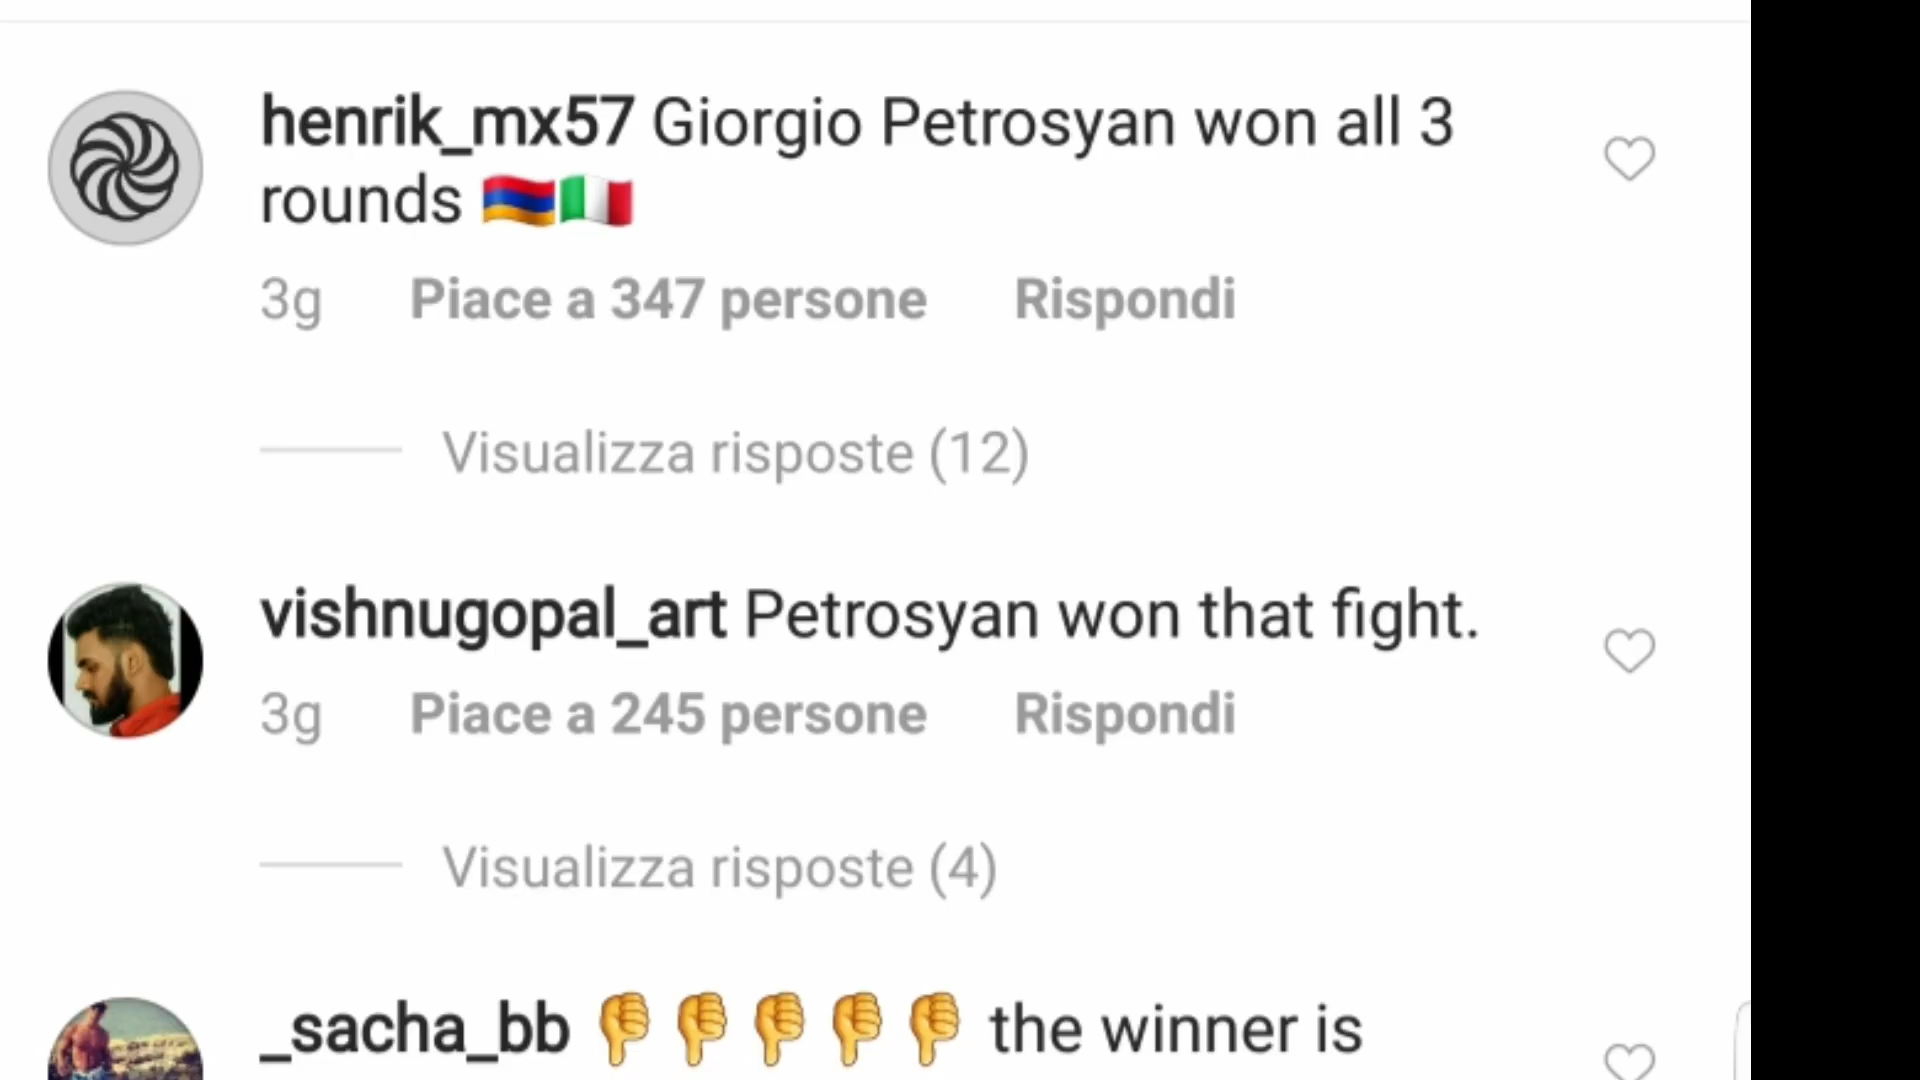 henrik_mx57 Giorgio Petrosyan won all 3
rounds 🇦🇲🇮🇹
3g Piace a 347 persone Rispondi
Visualizza risposte (12)
vishnugopal_art Petrosyan won that fight.
3g Piace a 245 persone Rispondi
Visualizza risposte (4)
_sacha_bb 👎👎👎👎👎 the winner is